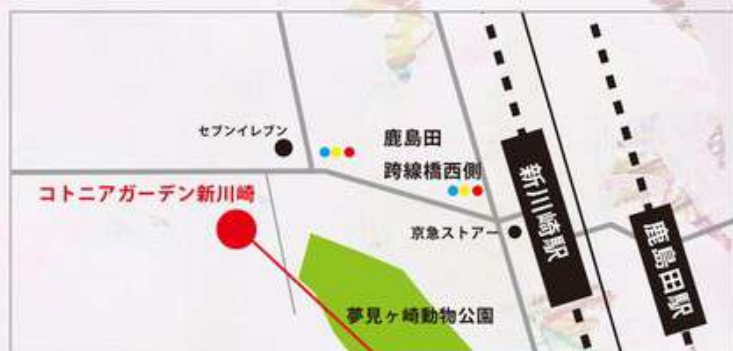 セブンイレブン
鹿島田
跨線橋西側
コトニアガーデン新川崎
京急ストアー
新川崎駅
鹿島田駅
夢見ヶ崎動物公園